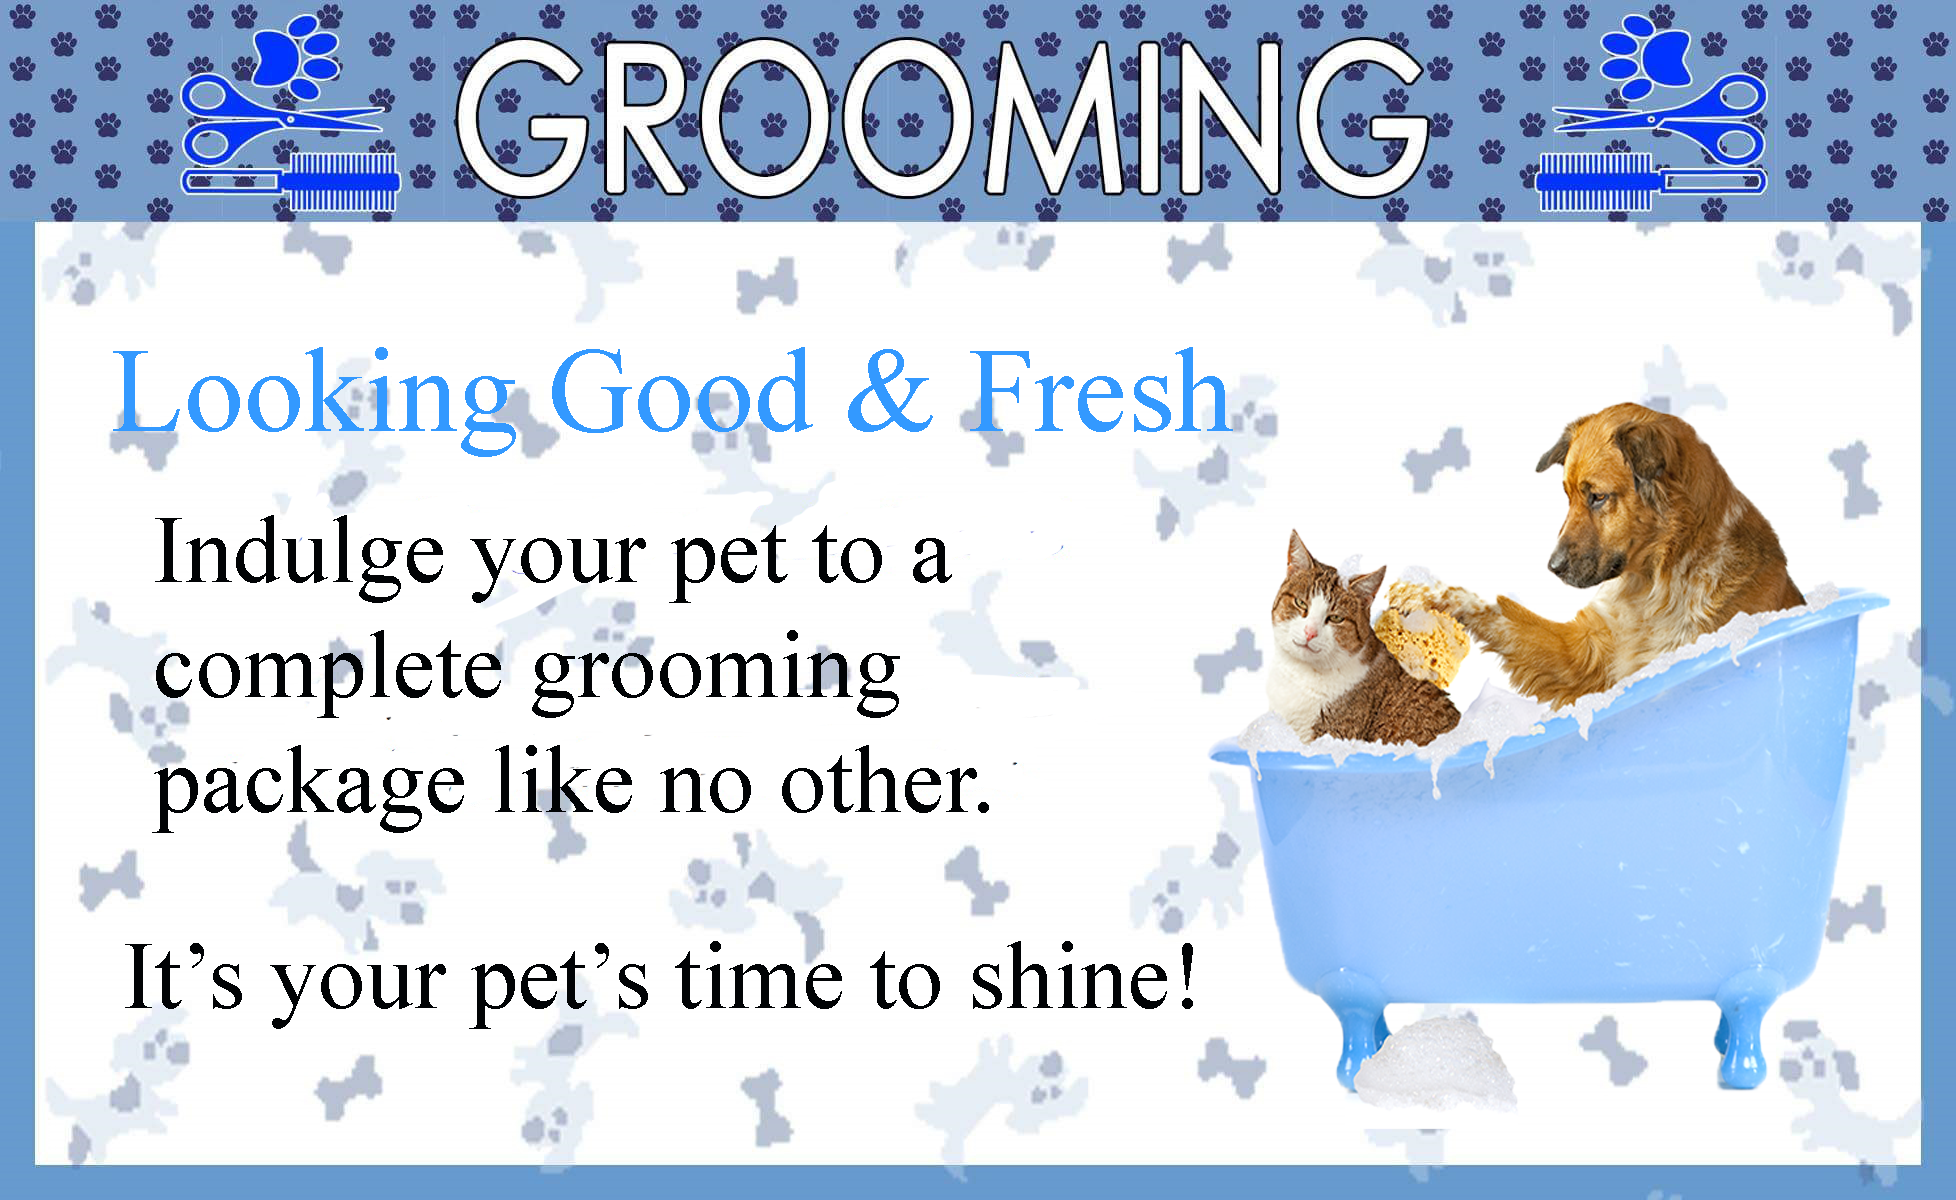 GROOMING
Looking Good & Fresh
Indulge your pet to a
complete grooming
package like no other.
It’s your pet’s time to shine!